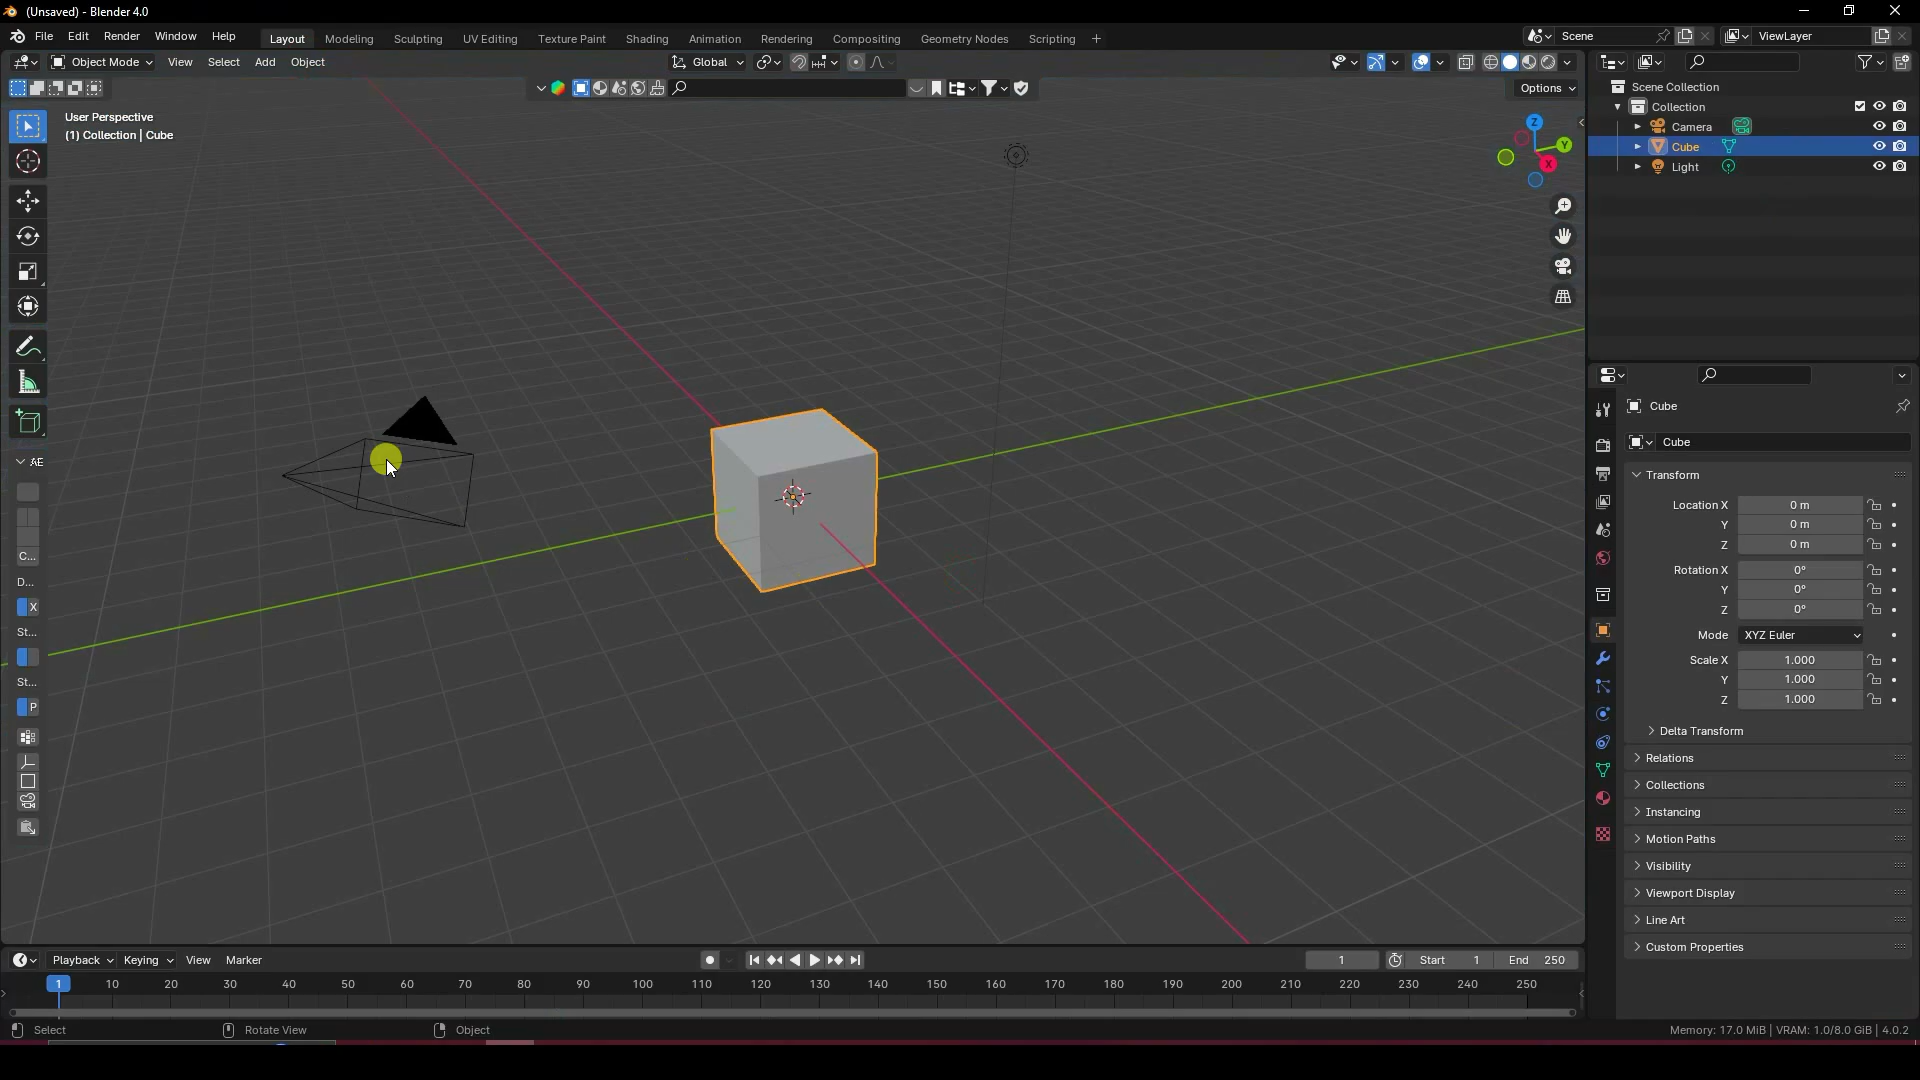 (Unsaved) - Blender 4.0
File Edit Render Window Help
Layout Modeling Sculpting UV Editing Texture Paint Shading Animation Rendering Compositing Geometry Nodes Scripting +
Scene
ViewLayer
Object Mode View Select Add Object
Global
Options
User Perspective
(1) Collection | Cube
Z
Y
X
Scene Collection
Collection
Camera
Cube
Light
Cube
Cube
Transform
Location X 0 m
Y 0 m
Z 0 m
Rotation X 0°
Y 0°
Z 0°
Mode XYZ Euler
Scale X 1.000
Y 1.000
Z 1.000
Delta Transform
Relations
Collections
Instancing
Motion Paths
Visibility
Viewport Display
Line Art
Custom Properties
AE
C...
D...
X
St...
St...
P
Playback Keying View Marker
1 Start 1 End 250
1 10 20 30 40 50 60 70 80 90 100 110 120 130 140 150 160 170 180 190 200 210 220 230 240 250
Select Rotate View Object
Memory: 17.0 MiB | VRAM: 1.0/8.0 GiB | 4.0.2